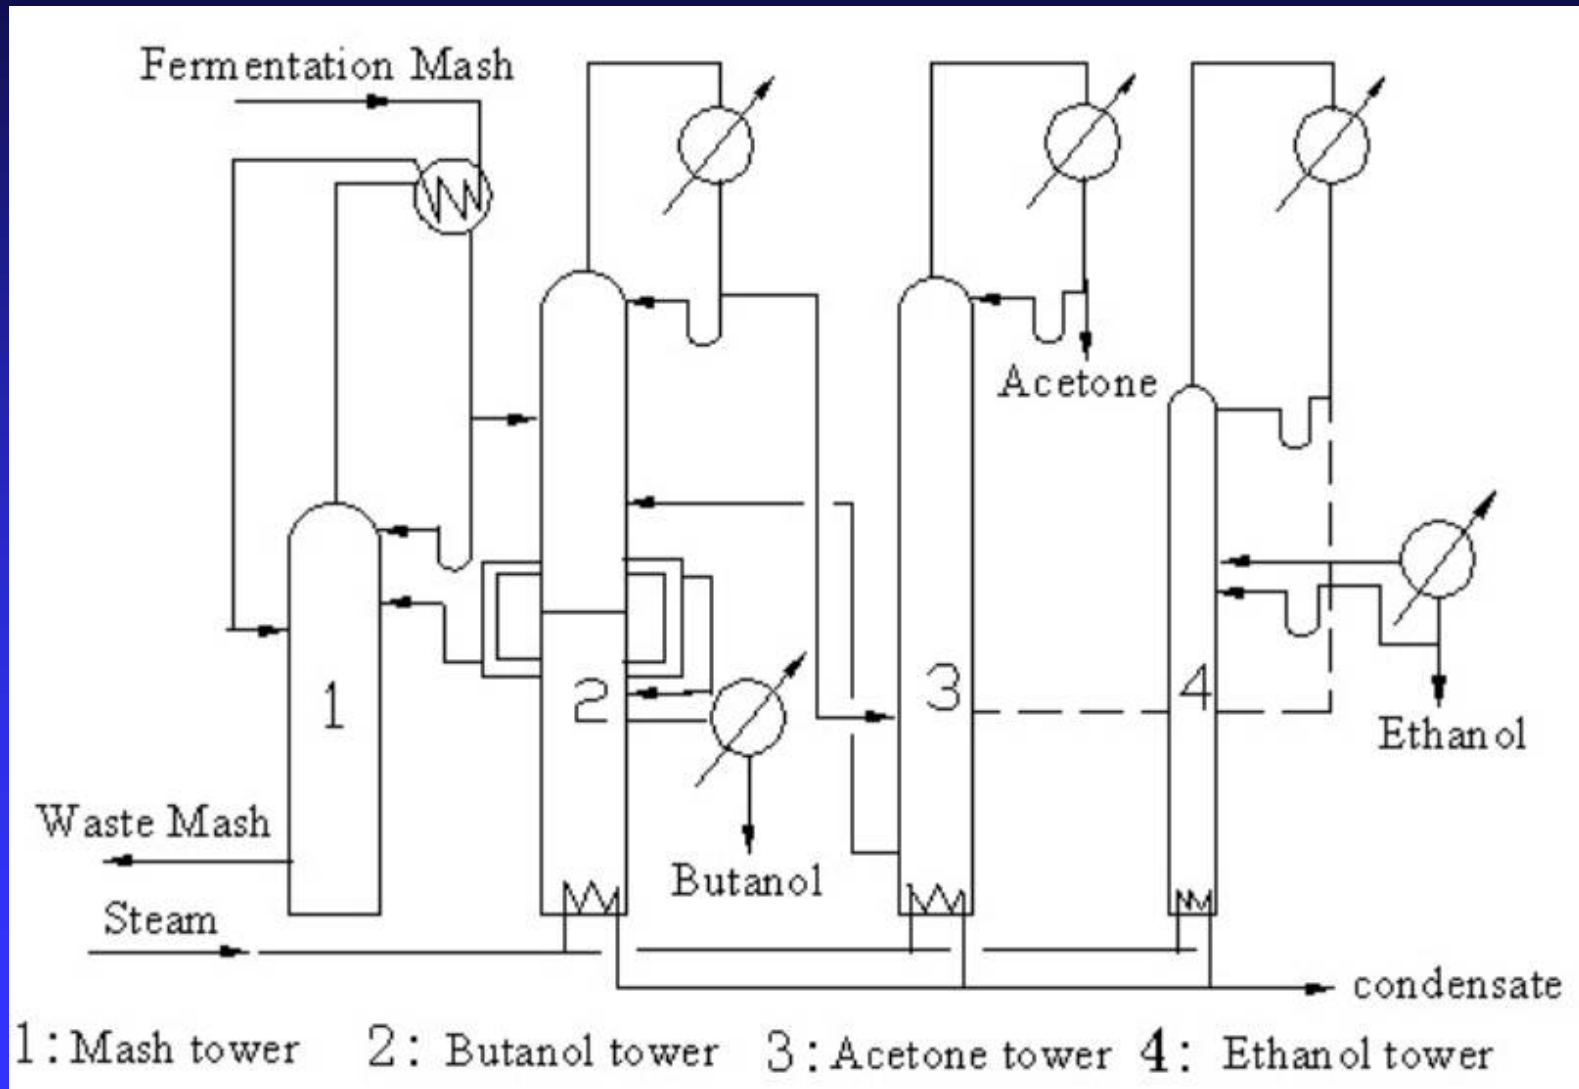 Fermentation Mash
Acetone
1
2
3
4
Ethanol
Waste Mash
Butanol
Steam
condensate
1: Mash tower 2: Butanol tower 3: Acetone tower 4: Ethanol tower